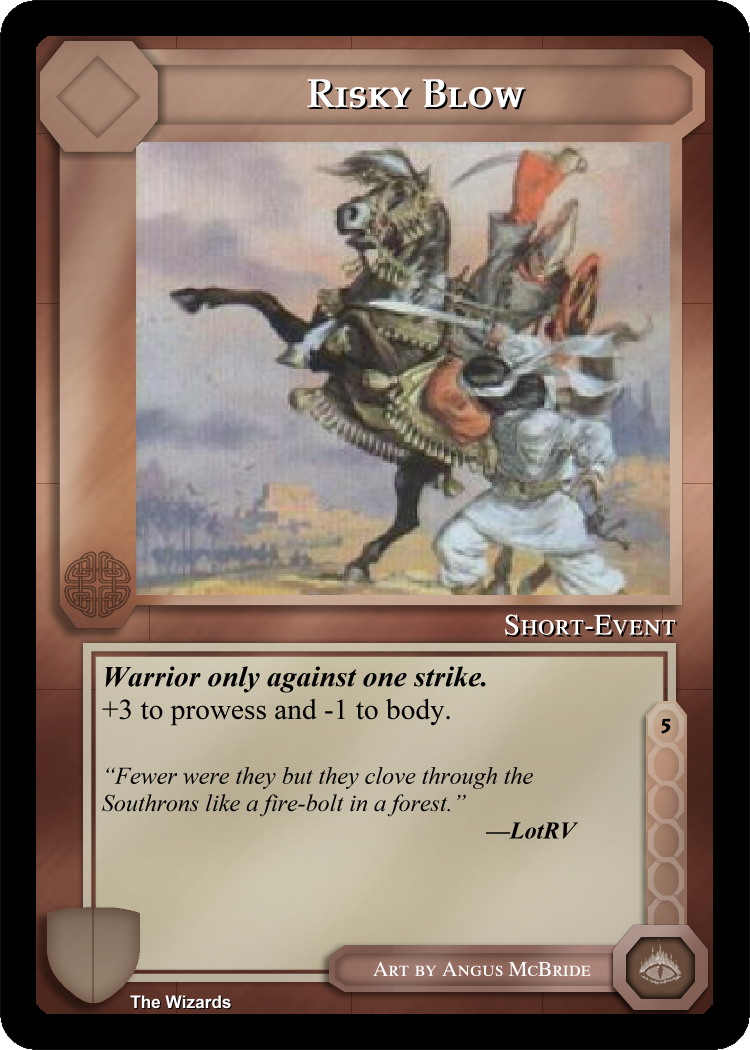 Risky Blow
Short-Event
Warrior only against one strike.
+3 to prowess and -1 to body.
5
“Fewer were they but they clove through the
Southrons like a fire-bolt in a forest.”
—LotRV
Art by Angus McBride
The Wizards